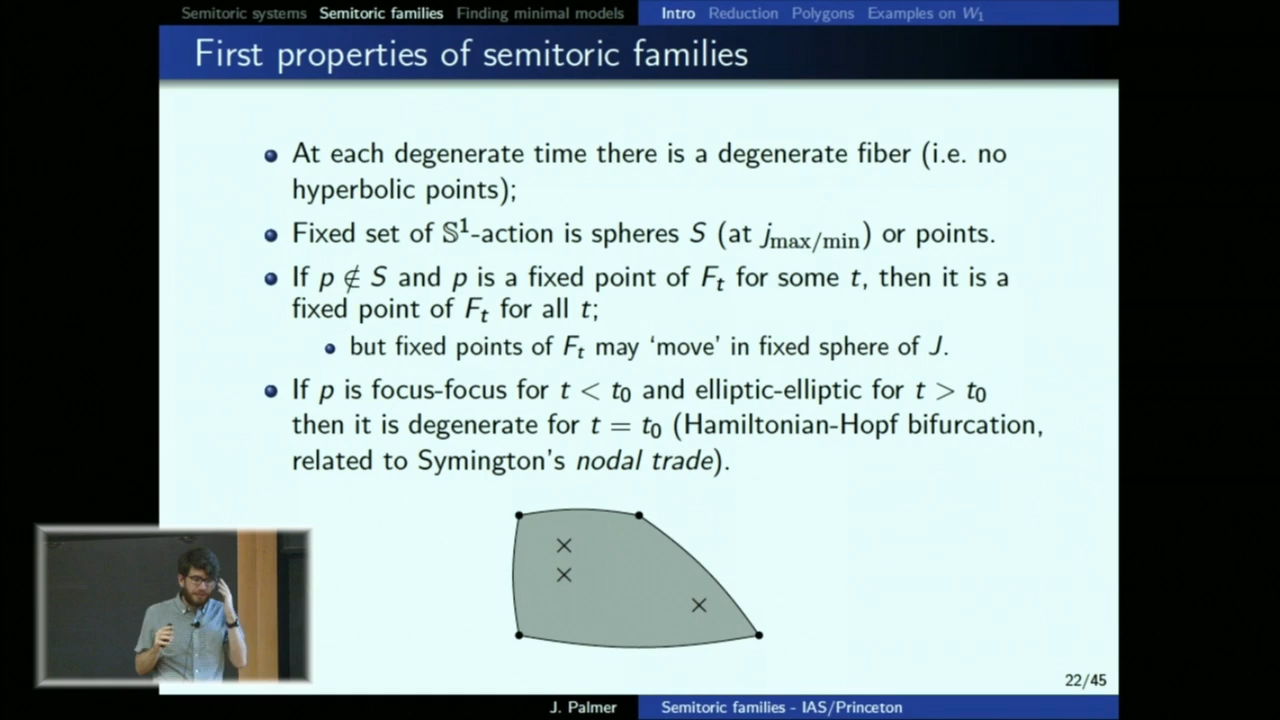 Semitoric systems Semitoric families Finding minimal models Intro Reduction Polygons Examples on W₁
First properties of semitoric families
At each degenerate time there is a degenerate fiber (i.e. no
hyperbolic points);
Fixed set of 𝕊¹-action is spheres S (at j_max/min) or points.
If p ∉ S and p is a fixed point of F_t for some t, then it is a
fixed point of F_t for all t;
but fixed points of F_t may ‘move’ in fixed sphere of J.
If p is focus-focus for t < t₀ and elliptic-elliptic for t > t₀
then it is degenerate for t = t₀ (Hamiltonian-Hopf bifurcation,
related to Symington's nodal trade).
22/45
J. Palmer Semitoric families - IAS/Princeton